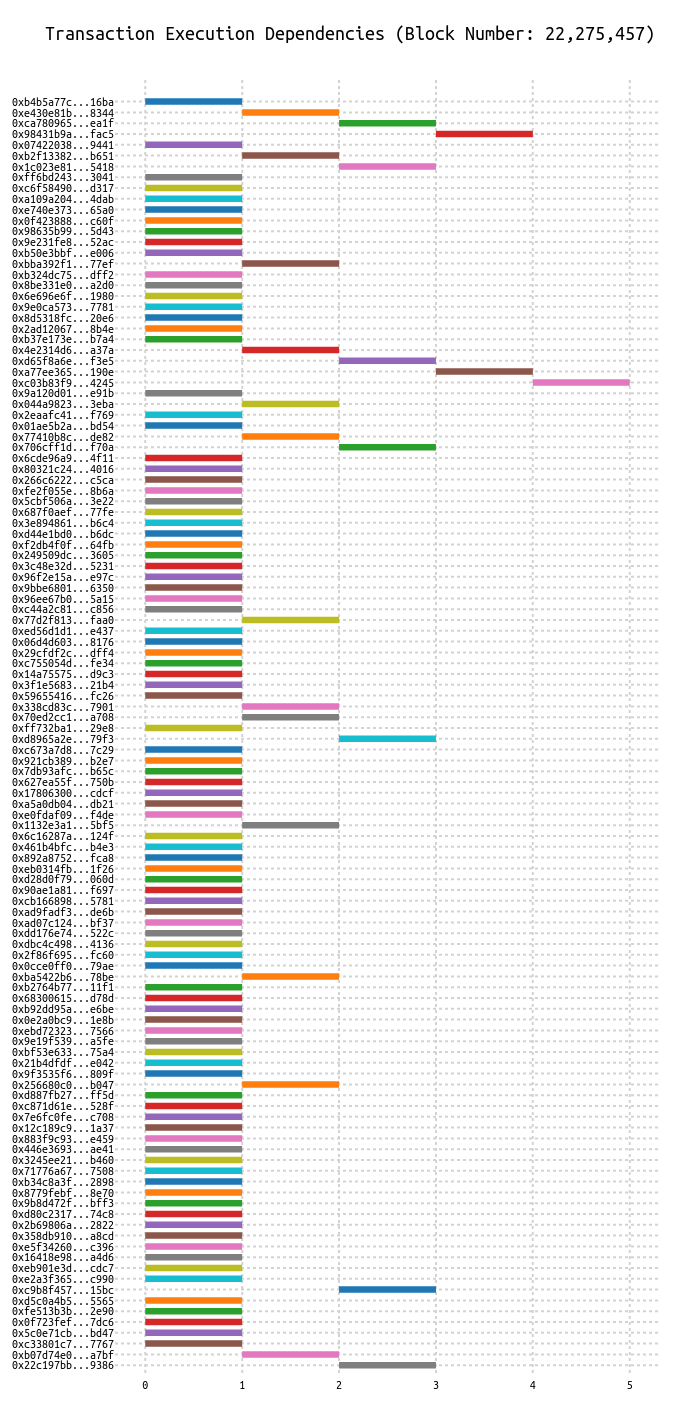 Transaction Execution Dependencies (Block Number: 22,275,457)
0xb4b5a77c...16ba
0xe430e81b...8344
0xca780965...ea1f
0x98431b9a...fac5
0x07422038...9441
0xb2f13382...b651
0x1c023e81...5418
0xff6bd243...3041
0xc6f58490...d317
0xa109a204...4dab
0xe740e373...65a0
0x0f423888...c60f
0x98635b99...5d43
0x9e231fe8...52ac
0xb50e3bbf...e006
0xbba392f1...77ef
0xb324dc75...dff2
0x8be331e0...a2d0
0x6e696e6f...1980
0x9e0ca573...7781
0x8d5318fc...20e6
0x2ad12067...8b4e
0xb37e173e...b7a4
0x4e2314d6...a37a
0xd65f8a6e...f3e5
0xa77ee365...190e
0xc03b83f9...4245
0x9a120d01...e91b
0x044a9823...3eba
0x2eaafc41...f769
0x01ae5b2a...bd54
0x77410b8c...de82
0x706cff1d...f70a
0x6cde96a9...4f11
0x80321c24...4016
0x266c6222...c5ca
0xfe2f055e...8b6a
0x5cbf506a...3e22
0x687f0aef...77fe
0x3e894861...b6c4
0xd44e1bd0...b6dc
0xf2db4f0f...64fb
0x249509dc...3605
0x3c48e32d...5231
0x96f2e15a...e97c
0x9bbe6801...6350
0x96ee67b0...5a15
0xc44a2c81...c856
0x77d2f813...faa0
0xed56d1d1...e437
0x06d4d603...8176
0x29cfdf2c...dff4
0xc755054d...fe34
0x14a75575...d9c3
0x3f1e5683...21b4
0x59655416...fc26
0x338cd83c...7901
0x70ed2cc1...a708
0xff732ba1...29e8
0xd8965a2e...79f3
0xc673a7d8...7c29
0x921cb389...b2e7
0x7db93afc...b65c
0x627ea55f...750b
0x17806300...cdcf
0xa5a0db04...db21
0xe0fdaf09...f4de
0x1132e3a1...5bf5
0x6c16287a...124f
0x461b4bfc...b4e3
0x892a8752...fca8
0xeb0314fb...1f26
0xd28d0f79...060d
0x90ae1a81...f697
0xcb166898...5781
0xad9fadf3...de6b
0xad07c124...bf37
0xdd176e74...522c
0xdbc4c498...4136
0x2f86f695...fc60
0x0cce0ff0...79ae
0xba5422b6...78be
0xb2764b77...11f1
0x68300615...d78d
0xb92dd95a...e6be
0x0e2a0bc9...1e8b
0xebd72323...7566
0x9e19f539...a5fe
0xbf53e633...75a4
0x21b4dfdf...e042
0x9f3535f6...809f
0x256680c0...b047
0xd887fb27...ff5d
0xc871d61e...528f
0x7e6fc0fe...c708
0x12c189c9...1a37
0x883f9c93...e459
0x446e3693...ae41
0x3245ee21...b460
0x71776a67...7508
0xb34c8a3f...2898
0x8779febf...8e70
0x9b8d472f...bff3
0xd80c2317...74c8
0x2b69806a...2822
0x358db910...a8cd
0xe5f34260...c396
0x16418e98...a4d6
0xeb901e3d...cdc7
0xe2a3f365...c990
0xc9b8f457...15bc
0xd5c0a4b5...5565
0xfe513b3b...2e90
0x0f723fef...7dc6
0x5c0e71cb...bd47
0xc33801c7...7767
0xb07d74e0...a7bf
0x22c197bb...9386
0 1 2 3 4 5